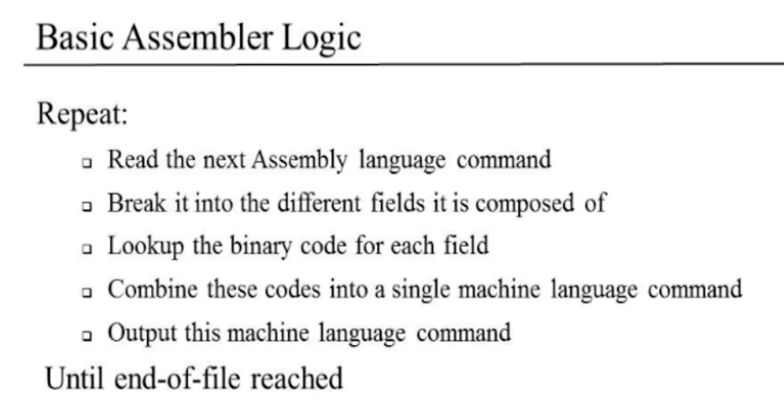 Basic Assembler Logic
Repeat:
Read the next Assembly language command
Break it into the different fields it is composed of
Lookup the binary code for each field
Combine these codes into a single machine language command
Output this machine language command
Until end-of-file reached